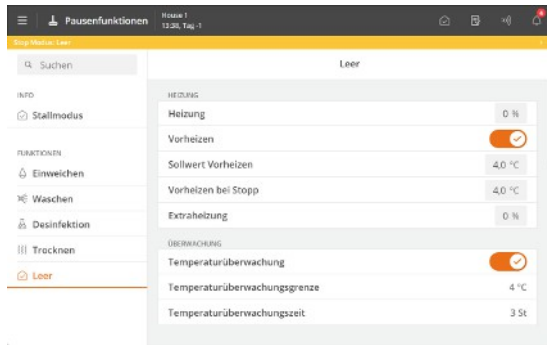 Pausenfunktionen
House 1
13:38, Tag -1
Stop Modus: Leer
Suchen
INFO
Stallmodus
FUNKTIONEN
Einweichen
Waschen
Desinfektion
Trocknen
Leer
Leer
HEIZUNG
Heizung 0 %
Vorheizen
Sollwert Vorheizen 4,0 °C
Vorheizen bei Stopp 4,0 °C
Extraheizung 0 %
ÜBERWACHUNG
Temperaturüberwachung
Temperaturüberwachungsgrenze 4 °C
Temperaturüberwachungszeit 3 St